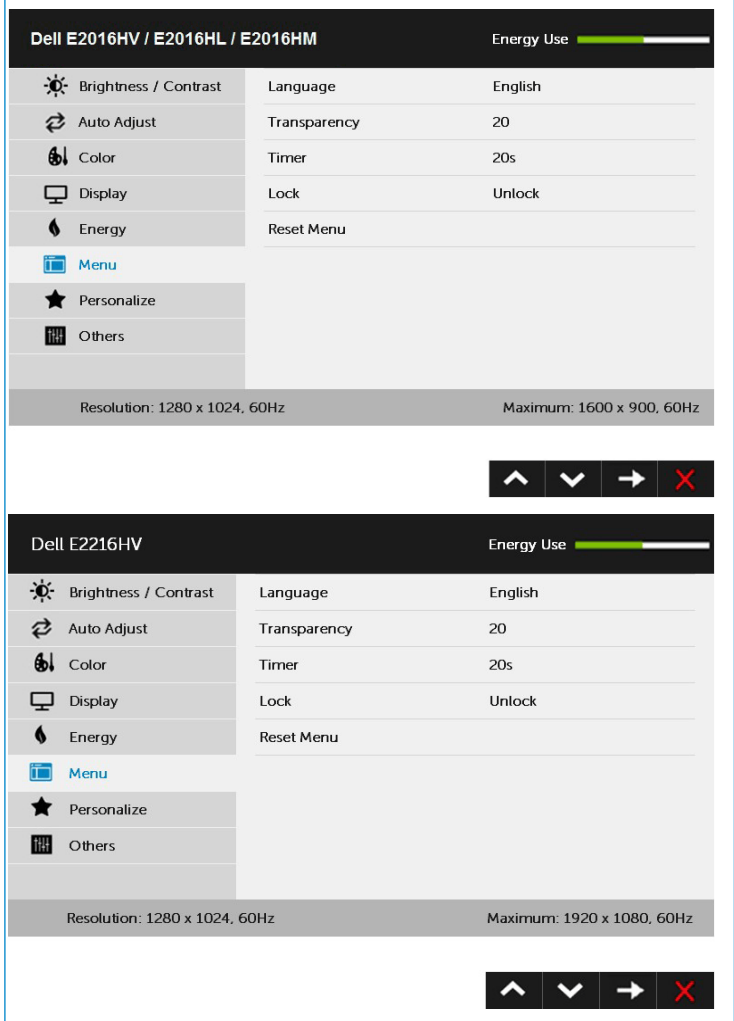 Dell E2016HV / E2016HL / E2016HM Energy Use
Brightness / Contrast Language English
Auto Adjust Transparency 20
Color Timer 20s
Display Lock Unlock
Energy Reset Menu
Menu
Personalize
Others
Resolution: 1280 x 1024, 60Hz Maximum: 1600 x 900, 60Hz
Dell E2216HV Energy Use
Brightness / Contrast Language English
Auto Adjust Transparency 20
Color Timer 20s
Display Lock Unlock
Energy Reset Menu
Menu
Personalize
Others
Resolution: 1280 x 1024, 60Hz Maximum: 1920 x 1080, 60Hz